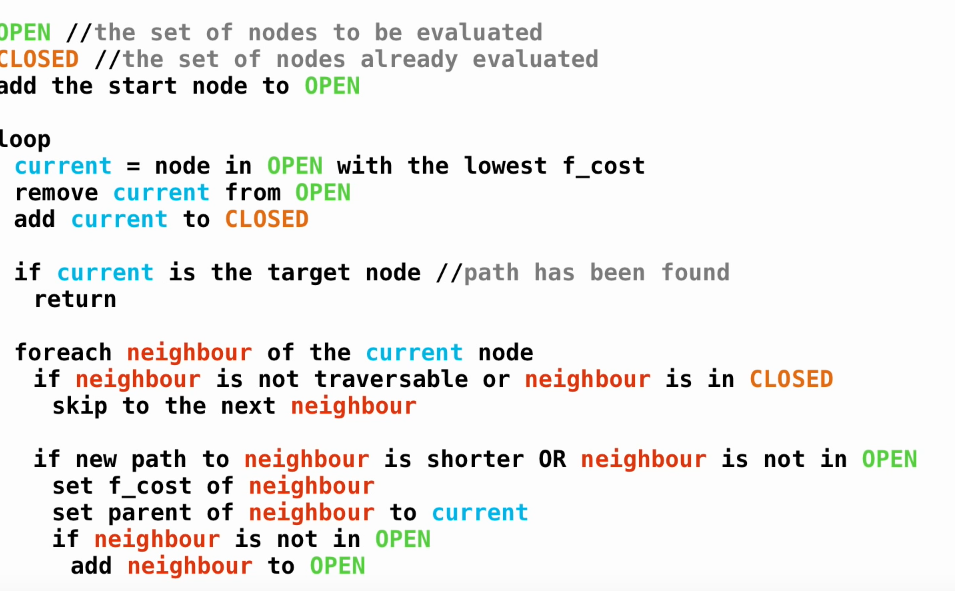 OPEN //the set of nodes to be evaluated
CLOSED //the set of nodes already evaluated
add the start node to OPEN
loop
current = node in OPEN with the lowest f_cost
remove current from OPEN
add current to CLOSED
if current is the target node //path has been found
return
foreach neighbour of the current node
if neighbour is not traversable or neighbour is in CLOSED
skip to the next neighbour
if new path to neighbour is shorter OR neighbour is not in OPEN
set f_cost of neighbour
set parent of neighbour to current
if neighbour is not in OPEN
add neighbour to OPEN